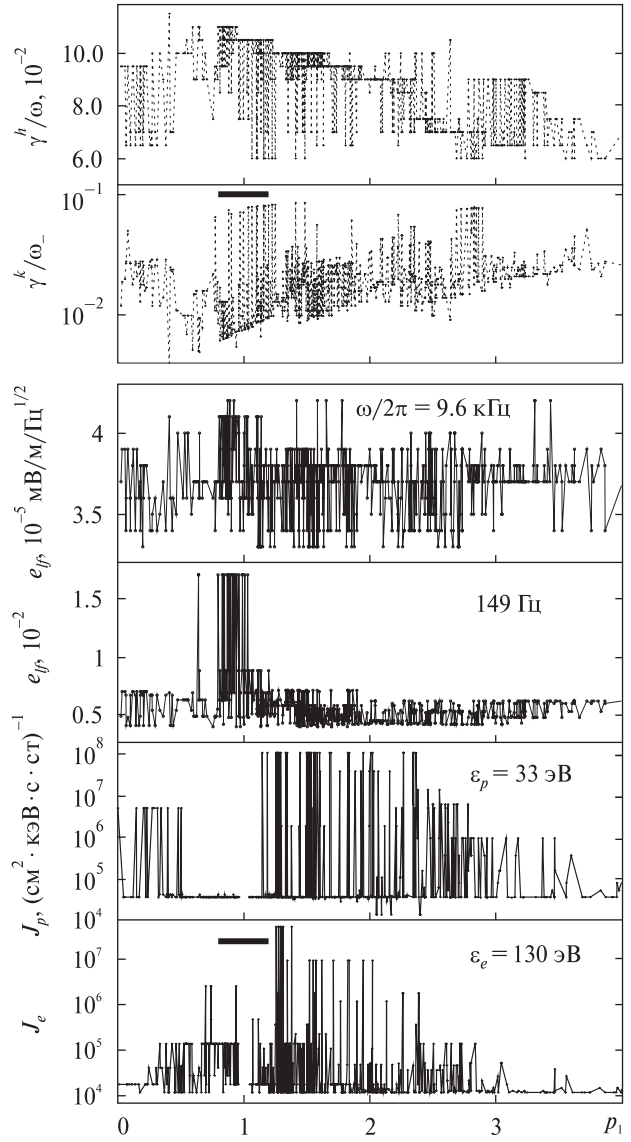 γ^h/ω, 10^−2
10.0
8.0
6.0
γ^k/ω_−
10^−1
10^−2
e_lf, 10^−5 мВ/м/Гц^1/2
4
3.5
ω/2π = 9.6 кГц
e_lf, 10^−2
1.5
1
0.5
149 Гц
J_p, (см^2 · кэВ · с · ст)^−1
10^8
10^7
10^6
10^5
10^4
ε_p = 33 эВ
J_e
10^7
10^6
10^5
10^4
ε_e = 130 эВ
0 1 2 3 p_1